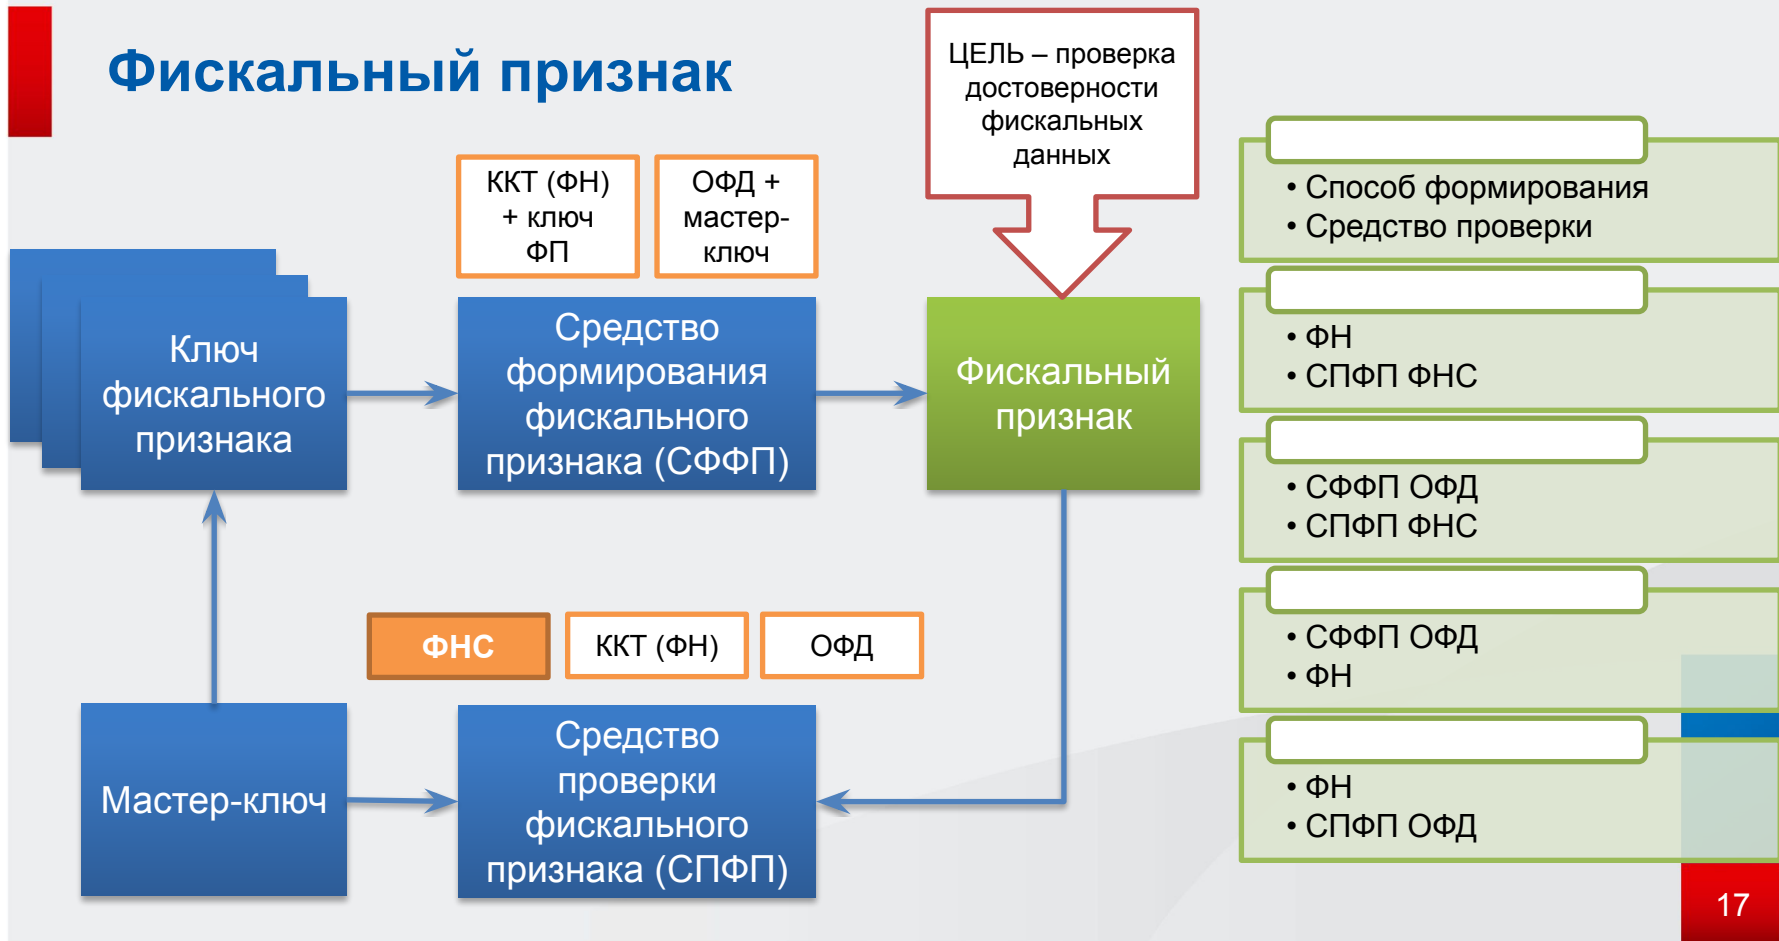 Фискальный признак
ЦЕЛЬ – проверка
достоверности
фискальных
данных
ККТ (ФН)
+ ключ
ФП
ОФД +
мастер-
ключ
Ключ
фискального
признака
Средство
формирования
фискального
признака (СФФП)
Фискальный
признак
ФНС
ККТ (ФН)
ОФД
Мастер-ключ
Средство
проверки
фискального
признака (СПФП)
• Способ формирования
• Средство проверки
• ФН
• СПФП ФНС
• СФФП ОФД
• СПФП ФНС
• СФФП ОФД
• ФН
• ФН
• СПФП ОФД
17